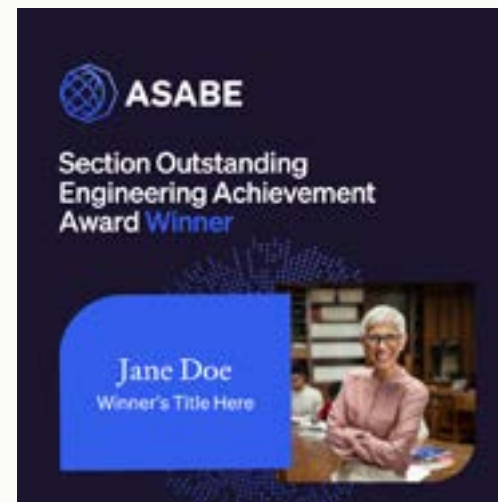 ASABE
Section Outstanding
Engineering Achievement
Award Winner
Jane Doe
Winner's Title Here